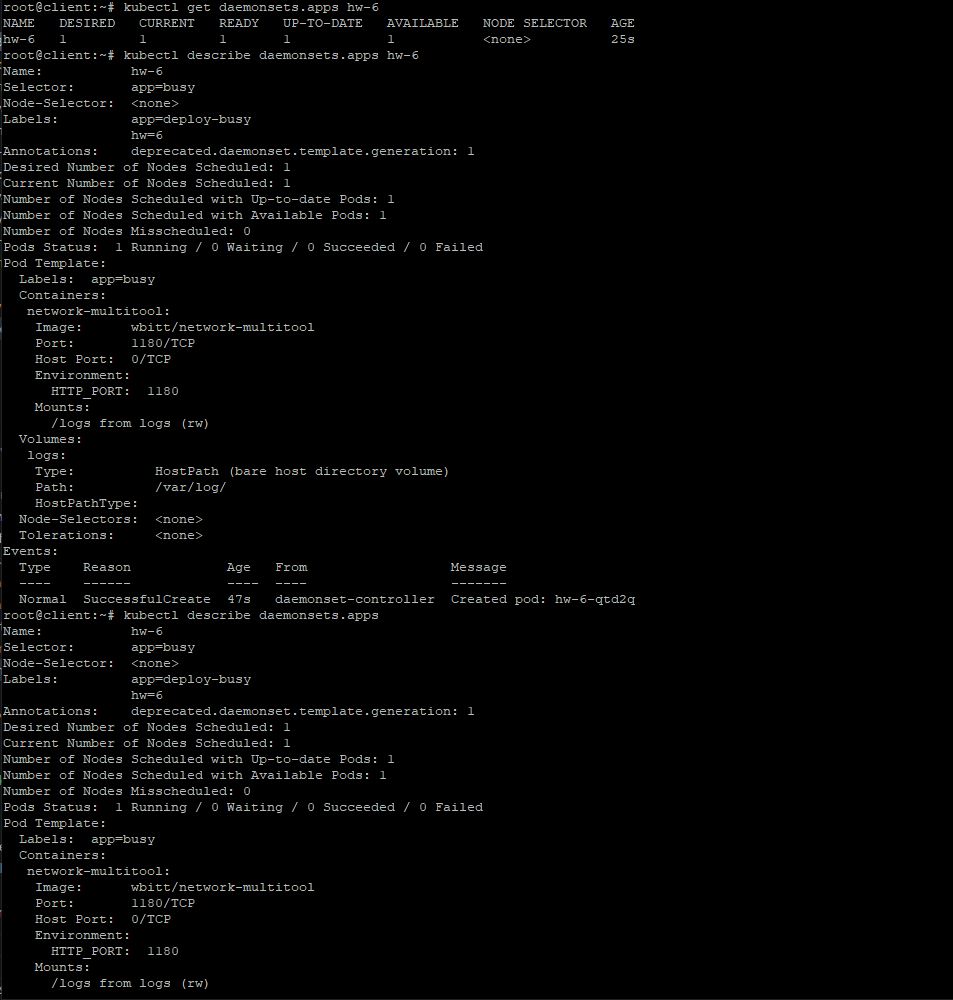 root@client:~# kubectl get daemonsets.apps hw-6
NAME   DESIRED   CURRENT   READY   UP-TO-DATE   AVAILABLE   NODE SELECTOR   AGE
hw-6   1         1         1       1            1           <none>          25s
root@client:~# kubectl describe daemonsets.apps hw-6
Name:           hw-6
Selector:       app=busy
Node-Selector:  <none>
Labels:         app=deploy-busy
                hw=6
Annotations:    deprecated.daemonset.template.generation: 1
Desired Number of Nodes Scheduled: 1
Current Number of Nodes Scheduled: 1
Number of Nodes Scheduled with Up-to-date Pods: 1
Number of Nodes Scheduled with Available Pods: 1
Number of Nodes Misscheduled: 0
Pods Status:  1 Running / 0 Waiting / 0 Succeeded / 0 Failed
Pod Template:
  Labels:  app=busy
  Containers:
   network-multitool:
    Image:       wbitt/network-multitool
    Port:        1180/TCP
    Host Port:  0/TCP
    Environment:
      HTTP_PORT:  1180
    Mounts:
      /logs from logs (rw)
  Volumes:
   logs:
    Type:          HostPath (bare host directory volume)
    Path:          /var/log/
    HostPathType:
  Node-Selectors:  <none>
  Tolerations:     <none>
Events:
  Type    Reason            Age   From                  Message
  ----    ------            ----  ----                  -------
  Normal  SuccessfulCreate  47s   daemonset-controller  Created pod: hw-6-qtd2q
root@client:~# kubectl describe daemonsets.apps
Name:           hw-6
Selector:       app=busy
Node-Selector:  <none>
Labels:         app=deploy-busy
                hw=6
Annotations:    deprecated.daemonset.template.generation: 1
Desired Number of Nodes Scheduled: 1
Current Number of Nodes Scheduled: 1
Number of Nodes Scheduled with Up-to-date Pods: 1
Number of Nodes Scheduled with Available Pods: 1
Number of Nodes Misscheduled: 0
Pods Status:  1 Running / 0 Waiting / 0 Succeeded / 0 Failed
Pod Template:
  Labels:  app=busy
  Containers:
   network-multitool:
    Image:       wbitt/network-multitool
    Port:        1180/TCP
    Host Port:  0/TCP
    Environment:
      HTTP_PORT:  1180
    Mounts:
      /logs from logs (rw)